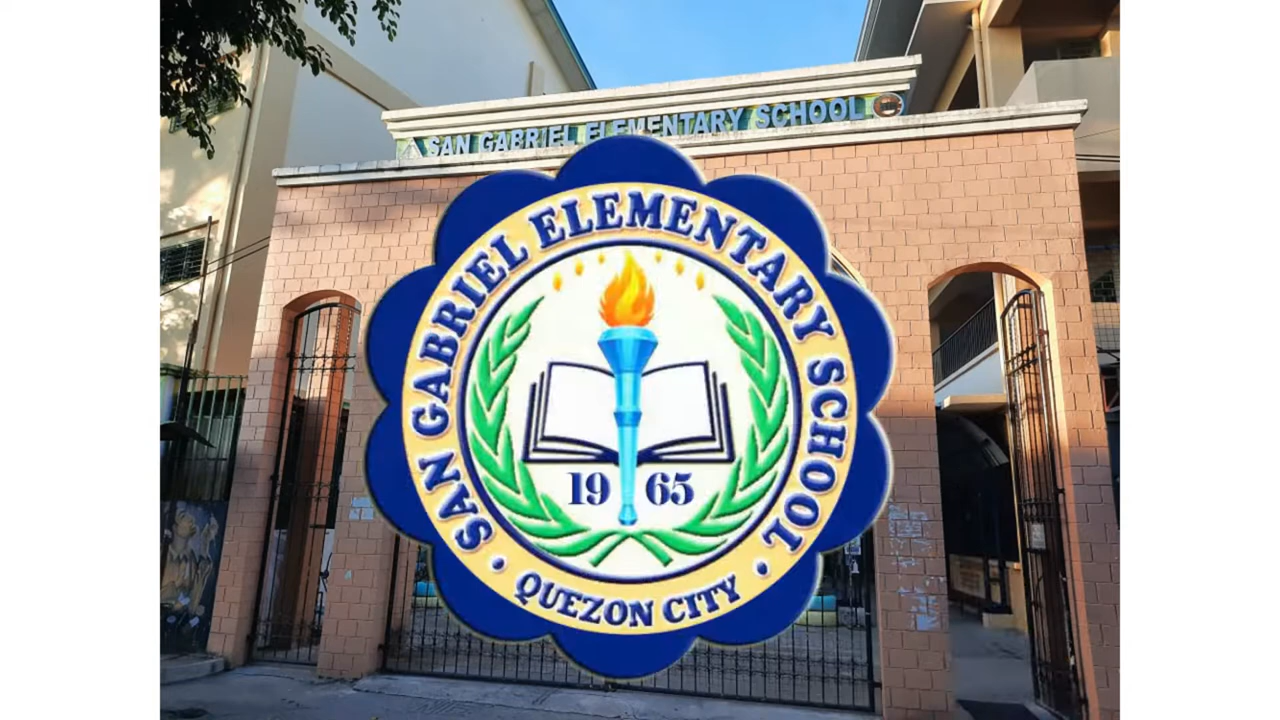 SAN GABRIEL ELEMENTARY SCHOOL
SAN GABRIEL ELEMENTARY SCHOOL
19 65
• QUEZON CITY •